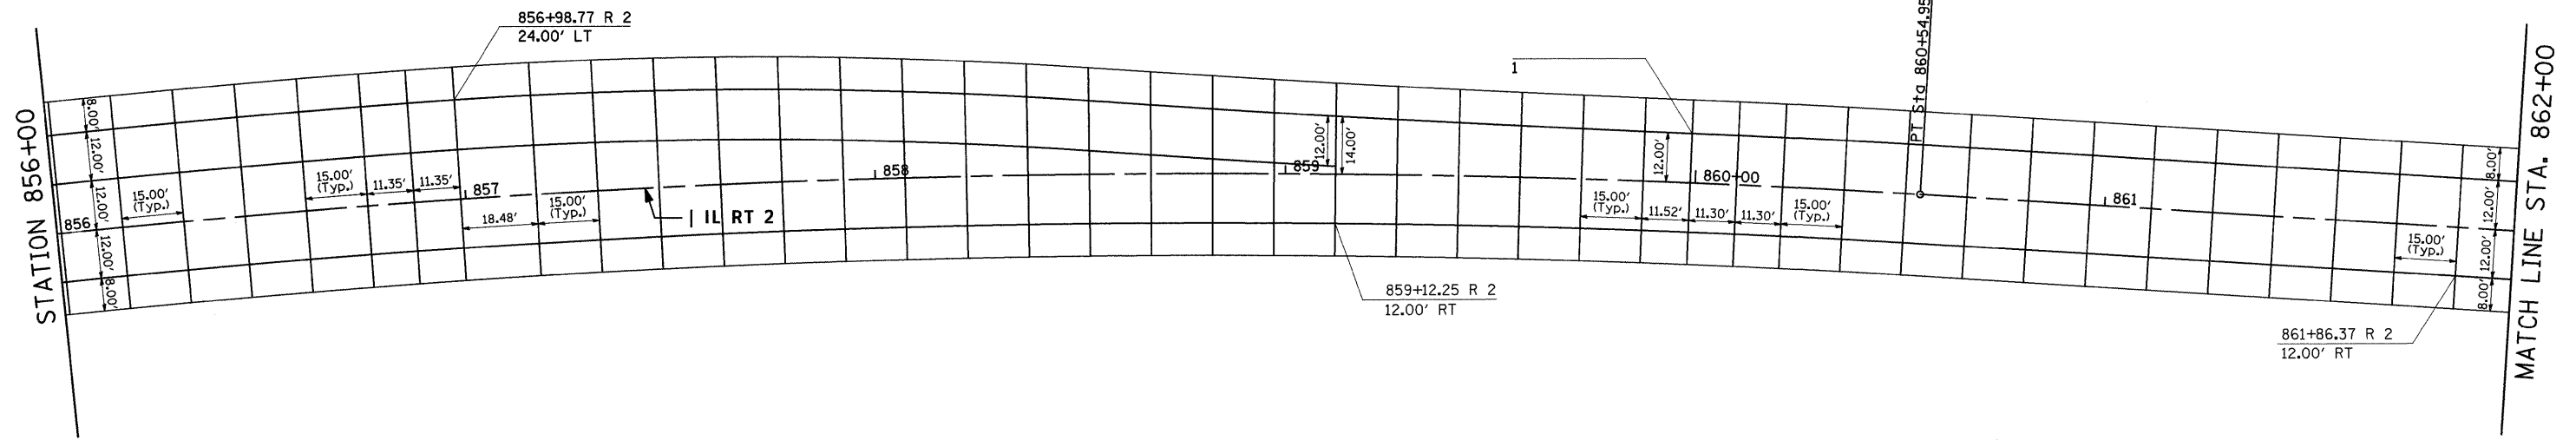 STATION 856+00
856+98.77 R 2
24.00' LT
8.00'
12.00'
12.00'
12.00'
8.00'
856
15.00'
(Typ.)
15.00'
(Typ.)
11.35'
11.35'
857
18.48'
15.00'
(Typ.)
| IL RT 2
858
859
12.00'
14.00'
859+12.25 R 2
12.00' RT
1
12.00'
860+00
15.00'
(Typ.)
11.52'
11.30'
11.30'
15.00'
(Typ.)
PT Sta 860+54.95
861
15.00'
(Typ.)
861+86.37 R 2
12.00' RT
8.00'
12.00'
12.00'
8.00'
MATCH LINE STA. 862+00